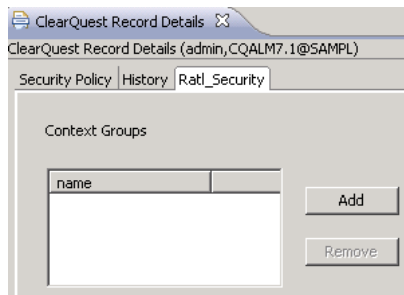 ClearQuest Record Details
ClearQuest Record Details (admin,CQALM7.1@SAMPL)
Security Policy History Ratl_Security
Context Groups
name
Add
Remove